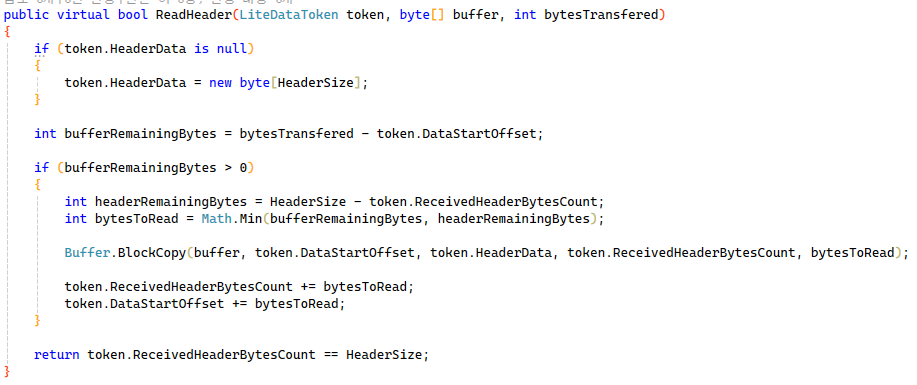 public virtual bool ReadHeader(LiteDataToken token, byte[] buffer, int bytesTransfered)
{
    if (token.HeaderData is null)
    {
        token.HeaderData = new byte[HeaderSize];
    }

    int bufferRemainingBytes = bytesTransfered - token.DataStartOffset;

    if (bufferRemainingBytes > 0)
    {
        int headerRemainingBytes = HeaderSize - token.ReceivedHeaderBytesCount;
        int bytesToRead = Math.Min(bufferRemainingBytes, headerRemainingBytes);

        Buffer.BlockCopy(buffer, token.DataStartOffset, token.HeaderData, token.ReceivedHeaderBytesCount, bytesToRead);

        token.ReceivedHeaderBytesCount += bytesToRead;
        token.DataStartOffset += bytesToRead;
    }

    return token.ReceivedHeaderBytesCount == HeaderSize;
}